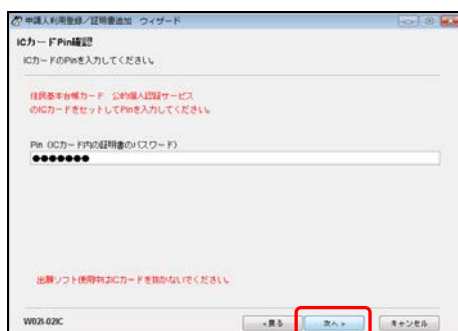 申請人利用登録/証明書追加 ウィザード
ICカードPin確認
ICカードのPinを入力してください。
住民基本台帳カード 公的個人認証サービス
のICカードをセットしてPinを入力してください。
Pin (ICカード内の証明書のパスワード)
●●●●●●●
出願ソフト使用中はICカードを抜かないでください。
W021-02IC
<戻る
次へ>
キャンセル